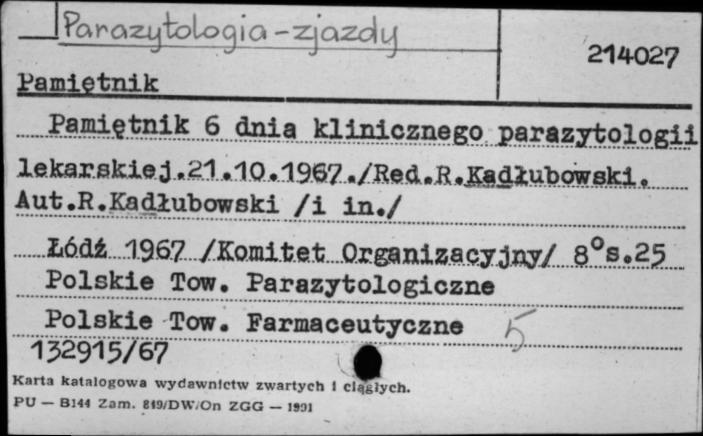 Parazytologia - zjazdy
214027
Pamiętnik
Pamiętnik 6 dnia klinicznego parazytologii
lekarskiej.21.10.1967./Red.R.Kadłubowski.
Aut.R.Kadłubowski /i in./
Łódź 1967 /Komitet Organizacyjny/ 8° s.25
Polskie Tow. Parazytologiczne
Polskie Tow. Farmaceutyczne 5
132915/67
Karta katalogowa wydawnictw zwartych i ciągłych.
PU — B144 Zam. 819/DW/On ZGG — 1991